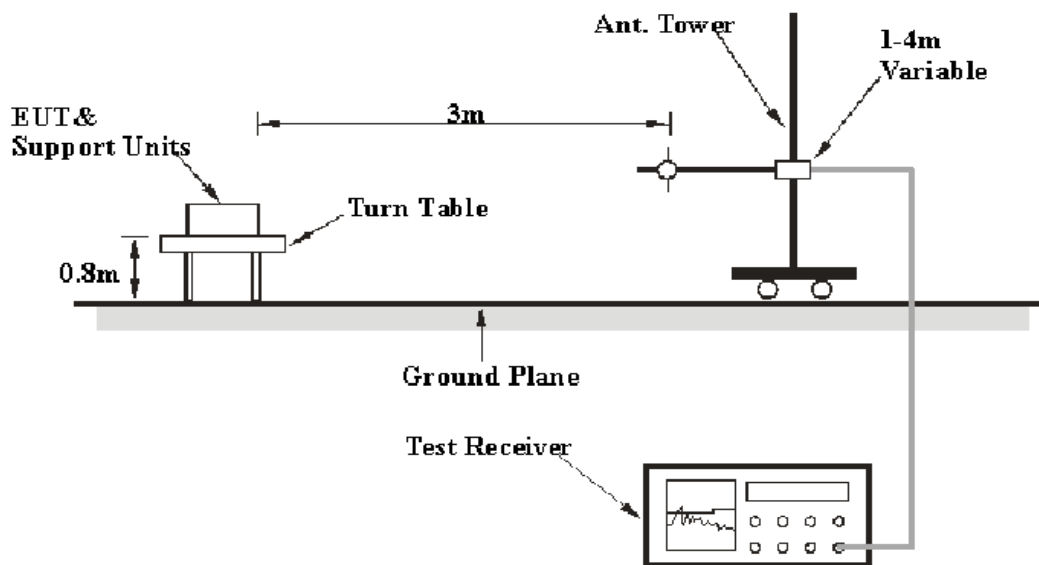 Ant. Tower
1-4m
Variable
3m
EUT&
Support Units
Turn Table
0.8m
Ground Plane
Test Receiver